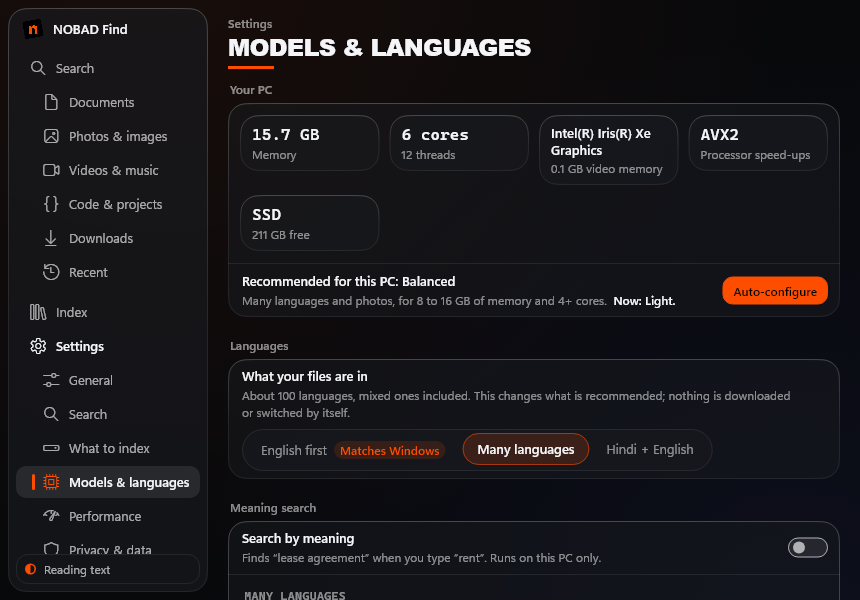 NOBAD Find
Search
Documents
Photos & images
Videos & music
Code & projects
Downloads
Recent
Index
Settings
General
Search
What to index
Models & languages
Performance
Privacy & data
Reading text
Settings
MODELS & LANGUAGES
Your PC
15.7 GB
Memory
6 cores
12 threads
Intel(R) Iris(R) Xe
Graphics
0.1 GB video memory
AVX2
Processor speed-ups
SSD
211 GB free
Recommended for this PC: Balanced
Many languages and photos, for 8 to 16 GB of memory and 4+ cores. Now: Light.
Auto-configure
Languages
What your files are in
About 100 languages, mixed ones included. This changes what is recommended; nothing is downloaded
or switched by itself.
English first Matches Windows Many languages Hindi + English
Meaning search
Search by meaning
Finds “lease agreement” when you type “rent”. Runs on this PC only.
MANY LANGUAGES